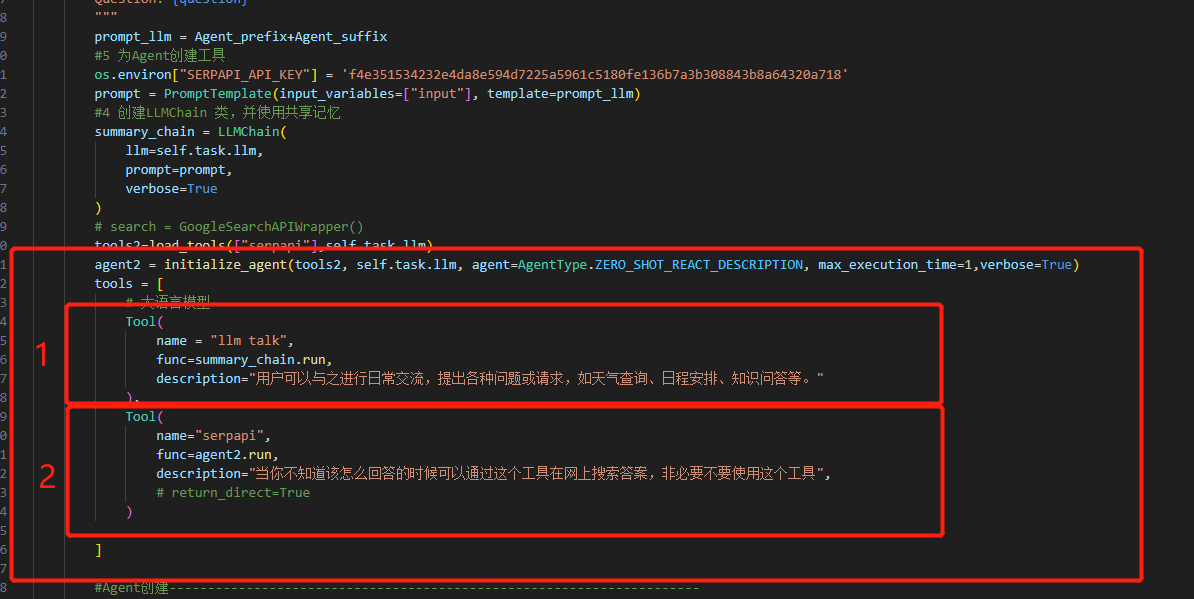 Question: {question}
8 """
9 prompt_llm = Agent_prefix+Agent_suffix
0 #5 为Agent创建工具
1 os.environ["SERPAPI_API_KEY"] = 'f4e351534232e4da8e594d7225a5961c5180fe136b7a3b308843b8a64320a718'
2 prompt = PromptTemplate(input_variables=["input"], template=prompt_llm)
3 #4 创建LLMChain 类，并使用共享记忆
4 summary_chain = LLMChain(
5 llm=self.task.llm,
6 prompt=prompt,
7 verbose=True
8 )
9 # search = GoogleSearchAPIWrapper()
0 tools2=load_tools(["serpapi"],self.task.llm)
1 agent2 = initialize_agent(tools2, self.task.llm, agent=AgentType.ZERO_SHOT_REACT_DESCRIPTION, max_execution_time=1,verbose=True)
2 tools = [
3 # 大语言模型
4 Tool(
5 name = "llm talk",
6 func=summary_chain.run,
7 description="用户可以与之进行日常交流，提出各种问题或请求，如天气查询、日程安排、知识问答等。"
8 ),
9 Tool(
0 name="serpapi",
1 func=agent2.run,
2 description="当你不知道该怎么回答的时候可以通过这个工具在网上搜索答案，非必要不要使用这个工具",
3 # return_direct=True
4 )
5
6 ]
7
8 #Agent创建---------------------------------------------------------------------
1
2